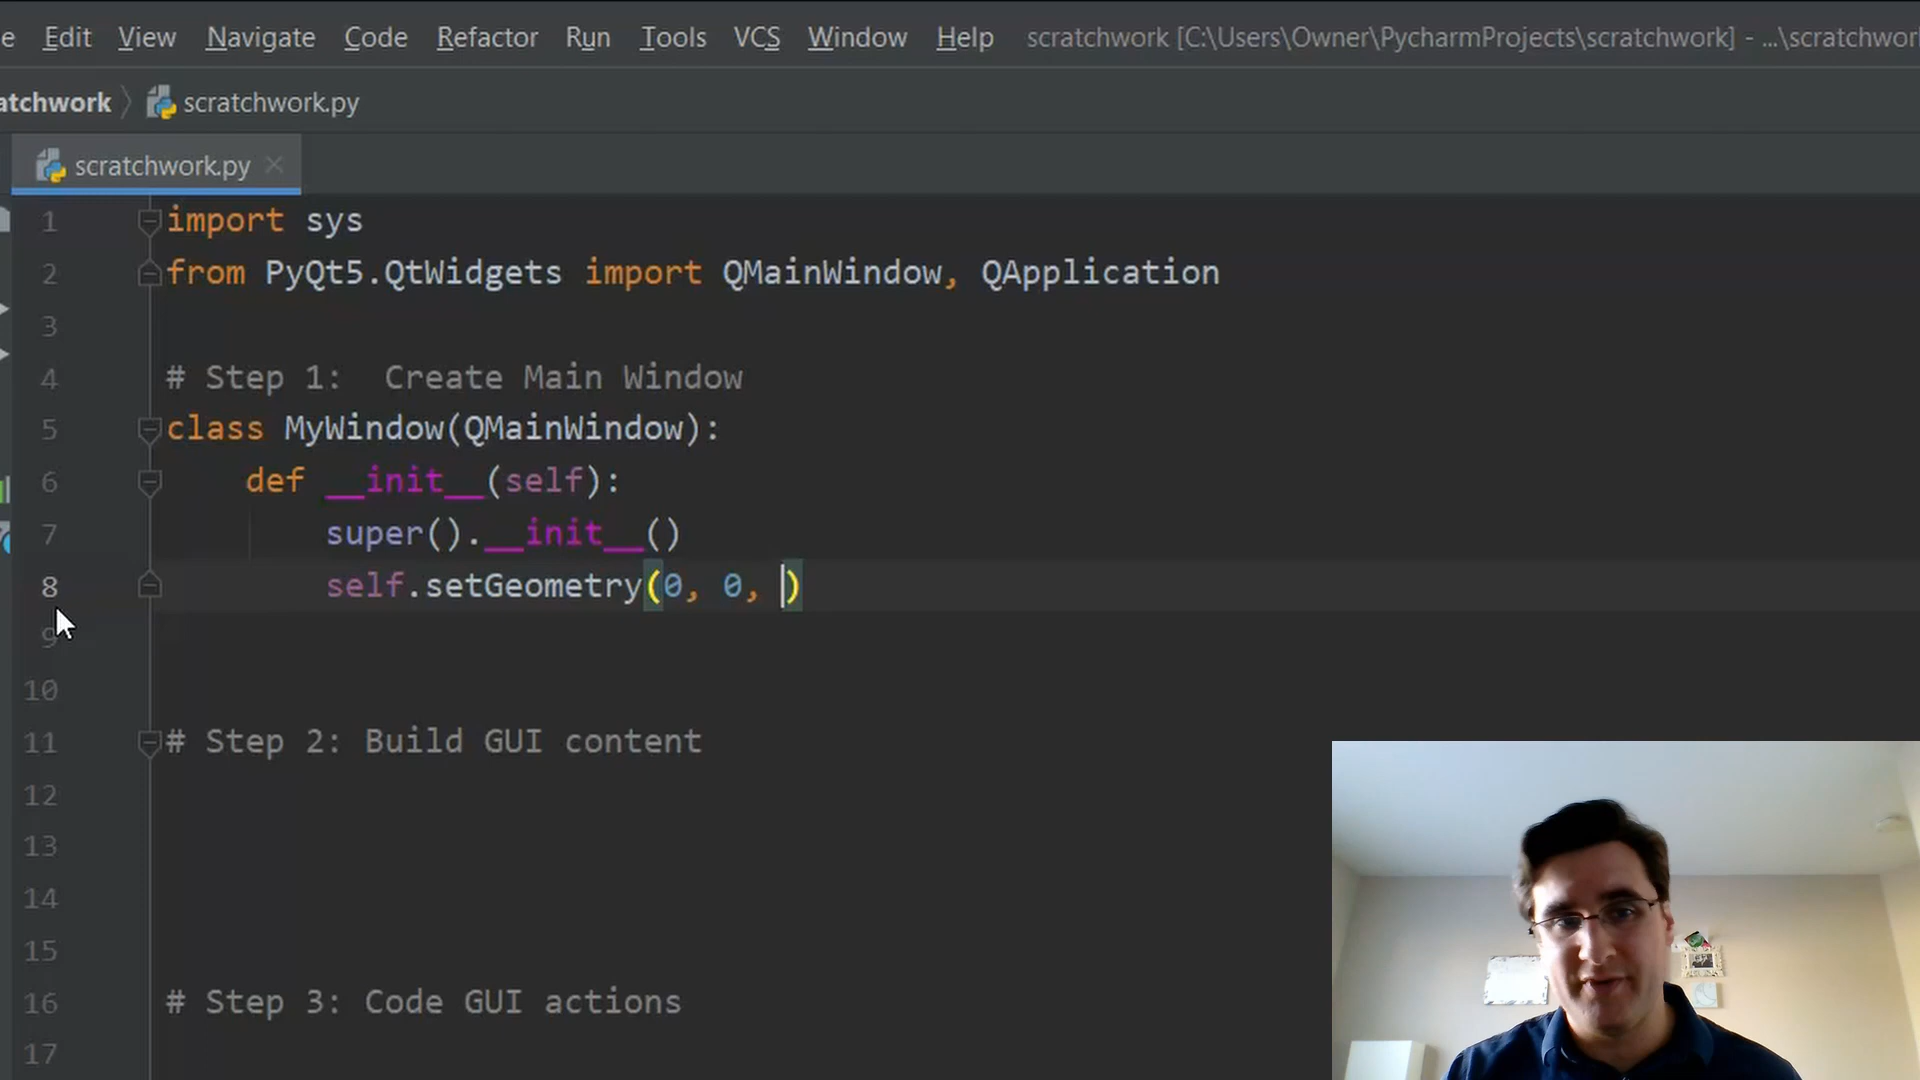 e Edit View Navigate Code Refactor Run Tools VCS Window Help scratchwork [C:\Users\Owner\PycharmProjects\scratchwork] - ...\scratchwor
atchwork scratchwork.py
scratchwork.py
1 import sys
2 from PyQt5.QtWidgets import QMainWindow, QApplication
3
4 # Step 1:  Create Main Window
5 class MyWindow(QMainWindow):
6 def __init__(self):
7 super().__init__()
8 self.setGeometry(0, 0, )
9
10
11 # Step 2: Build GUI content
12
13
14
15
16 # Step 3: Code GUI actions
17